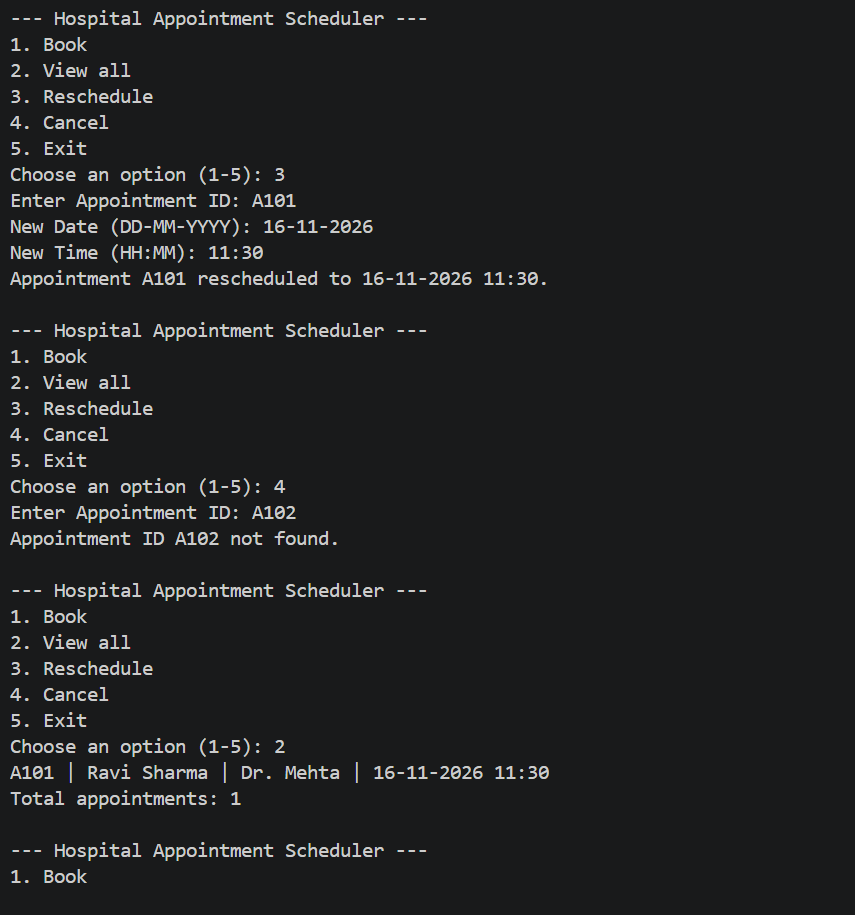 --- Hospital Appointment Scheduler ---
1. Book
2. View all
3. Reschedule
4. Cancel
5. Exit
Choose an option (1-5): 3
Enter Appointment ID: A101
New Date (DD-MM-YYYY): 16-11-2026
New Time (HH:MM): 11:30
Appointment A101 rescheduled to 16-11-2026 11:30.

--- Hospital Appointment Scheduler ---
1. Book
2. View all
3. Reschedule
4. Cancel
5. Exit
Choose an option (1-5): 4
Enter Appointment ID: A102
Appointment ID A102 not found.

--- Hospital Appointment Scheduler ---
1. Book
2. View all
3. Reschedule
4. Cancel
5. Exit
Choose an option (1-5): 2
A101 | Ravi Sharma | Dr. Mehta | 16-11-2026 11:30
Total appointments: 1

--- Hospital Appointment Scheduler ---
1. Book